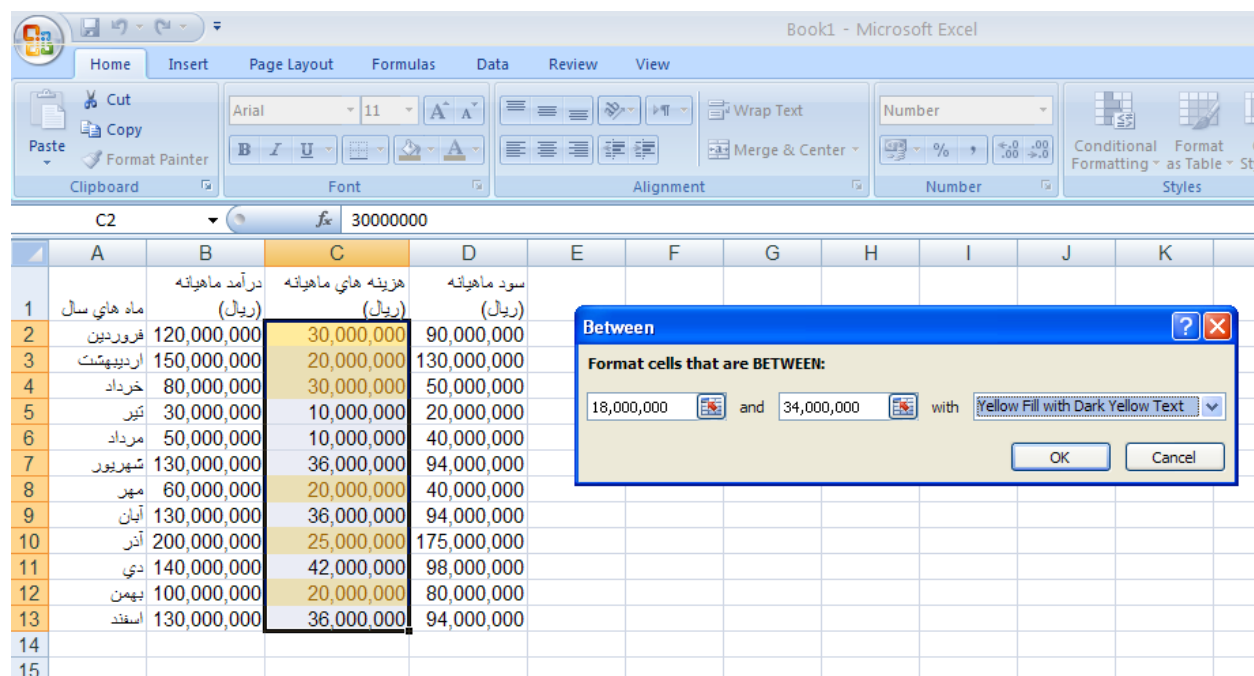 Book1 - Microsoft Excel
Home Insert Page Layout Formulas Data Review View
Cut
Copy
Format Painter
Paste
Clipboard
Arial 11
B I U
Font
Wrap Text
Merge & Center
Alignment
Number
% ,
Number
Conditional Formatting
Format as Table
Styles
C2 fx 30000000
A B C D E F G H I J K
1 ماه هاي سال درآمد ماهيانه (ريال) هزينه هاي ماهيانه (ريال) سود ماهيانه (ريال)
2 فروردين 120,000,000 30,000,000 90,000,000
3 ارديبهشت 150,000,000 20,000,000 130,000,000
4 خرداد 80,000,000 30,000,000 50,000,000
5 تير 30,000,000 10,000,000 20,000,000
6 مرداد 50,000,000 10,000,000 40,000,000
7 شهريور 130,000,000 36,000,000 94,000,000
8 مهر 60,000,000 20,000,000 40,000,000
9 آبان 130,000,000 36,000,000 94,000,000
10 آذر 200,000,000 25,000,000 175,000,000
11 دي 140,000,000 42,000,000 98,000,000
12 بهمن 100,000,000 20,000,000 80,000,000
13 اسفند 130,000,000 36,000,000 94,000,000
14
15
Between
Format cells that are BETWEEN:
18,000,000 and 34,000,000 with Yellow Fill with Dark Yellow Text
OK Cancel